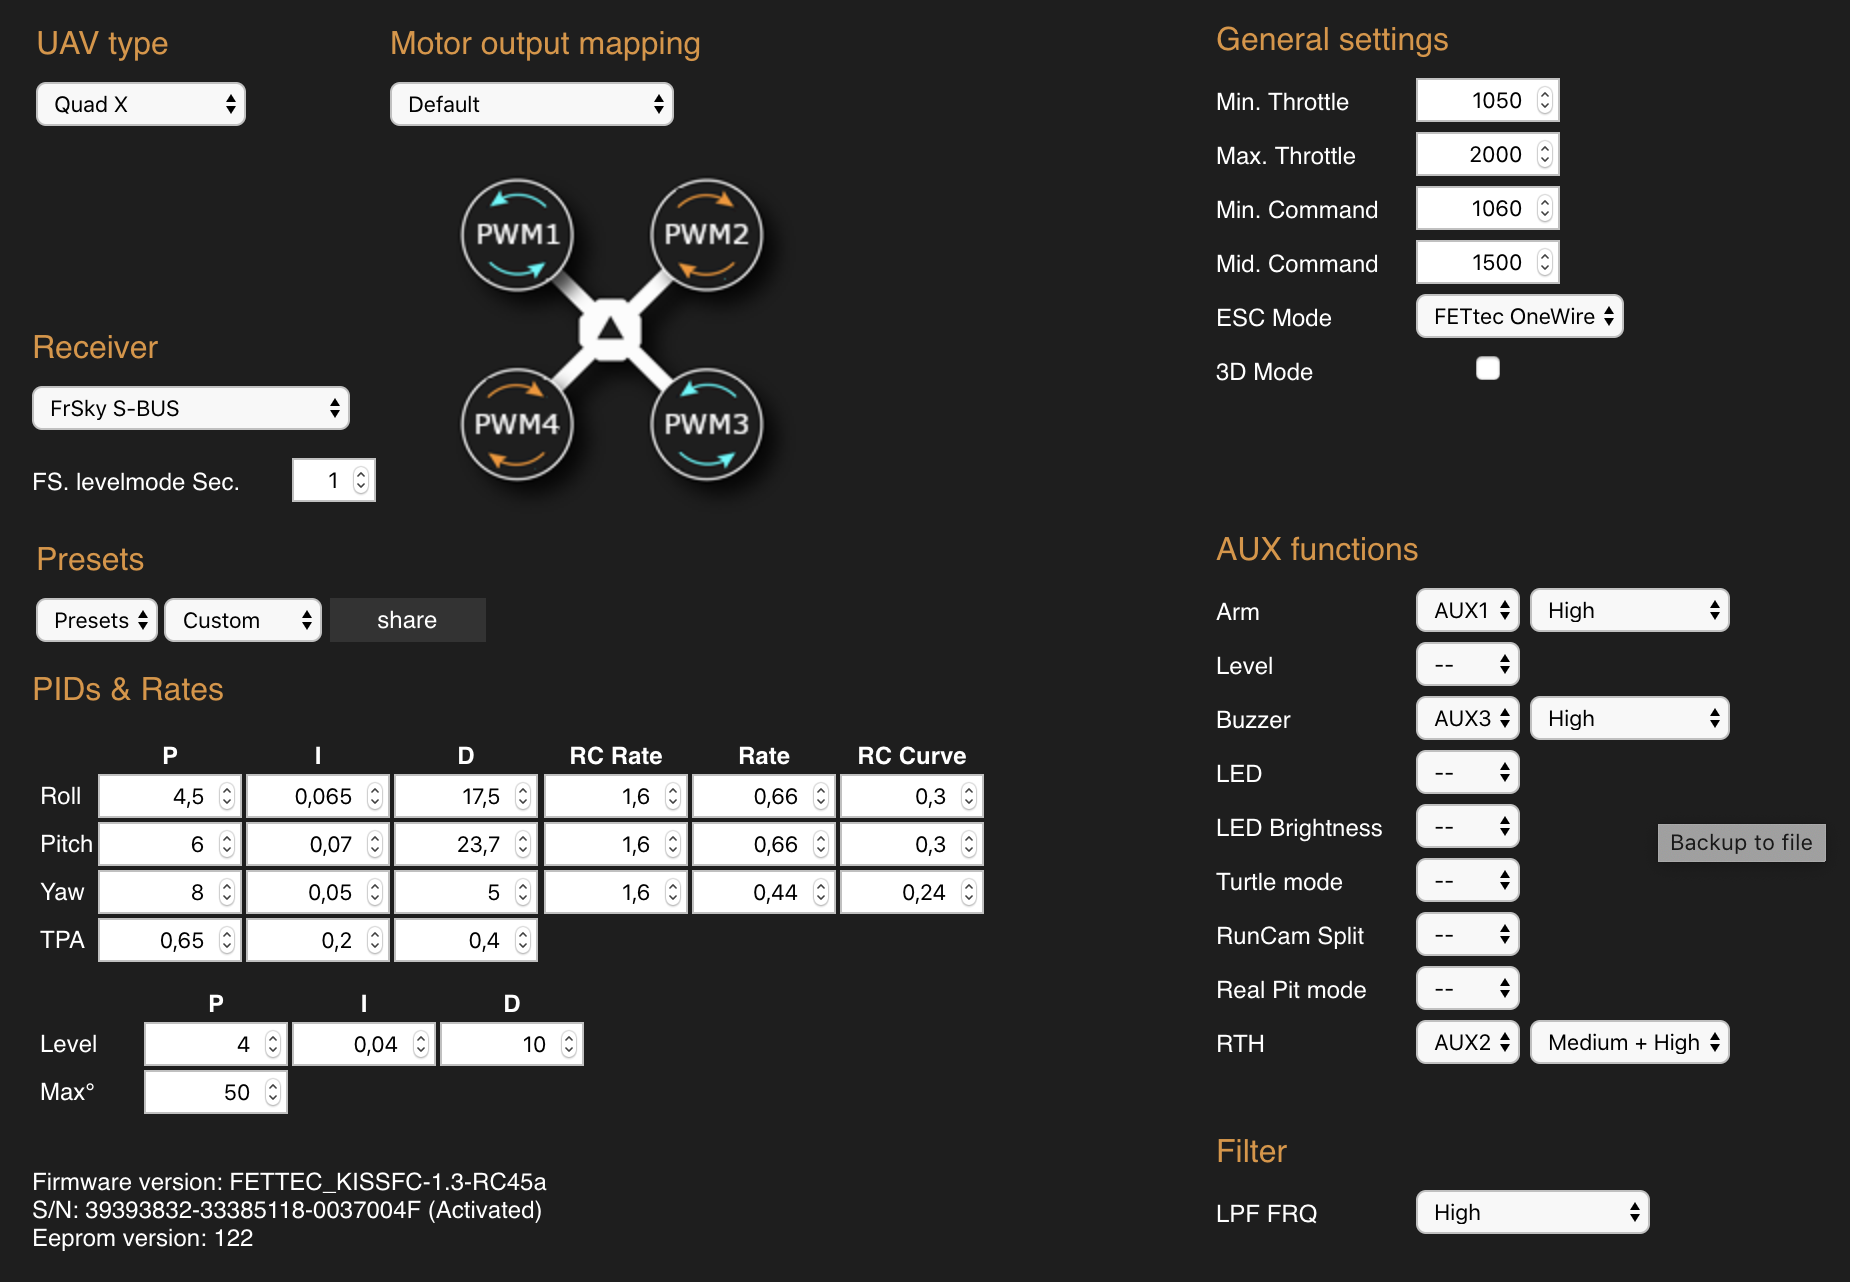 UAV type
Quad X
Motor output mapping
Default
PWM1
PWM2
PWM4
PWM3
Receiver
FrSky S-BUS
FS. levelmode Sec. 1
Presets
Presets Custom share
PIDs & Rates
P I D RC Rate Rate RC Curve
Roll 4,5 0,065 17,5 1,6 0,66 0,3
Pitch 6 0,07 23,7 1,6 0,66 0,3
Yaw 8 0,05 5 1,6 0,44 0,24
TPA 0,65 0,2 0,4
P I D
Level 4 0,04 10
Max° 50
Firmware version: FETTEC_KISSFC-1.3-RC45a
S/N: 39393832-33385118-0037004F (Activated)
Eeprom version: 122
General settings
Min. Throttle 1050
Max. Throttle 2000
Min. Command 1060
Mid. Command 1500
ESC Mode FETtec OneWire
3D Mode
AUX functions
Arm AUX1 High
Level --
Buzzer AUX3 High
LED --
LED Brightness --
Backup to file
Turtle mode --
RunCam Split --
Real Pit mode --
RTH AUX2 Medium + High
Filter
LPF FRQ High